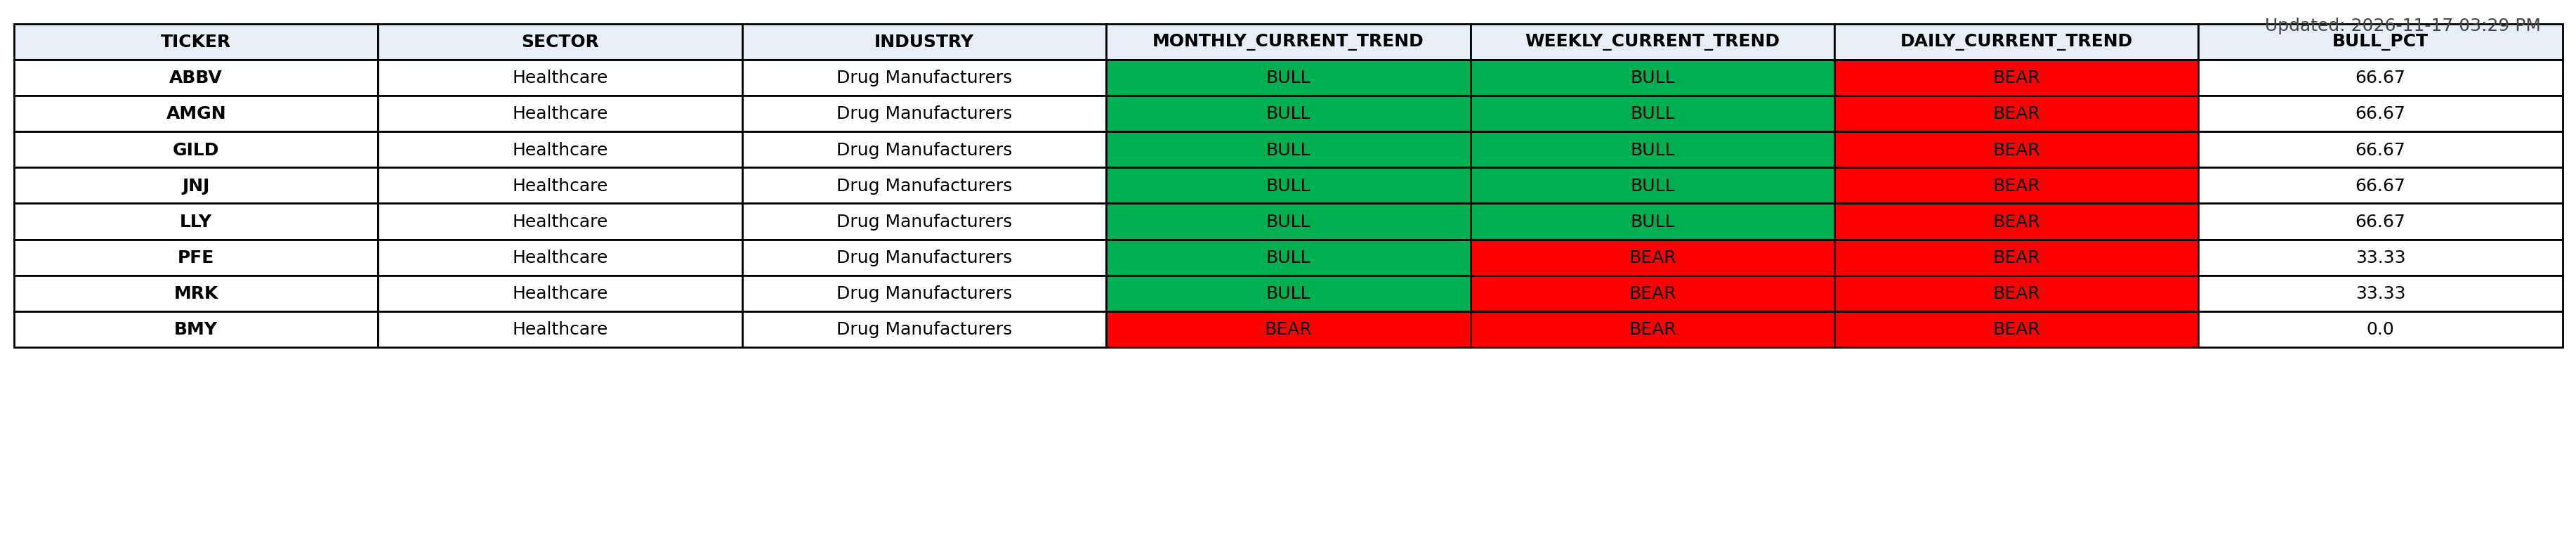 Updated: 2026-11-17 03:29 PM
TICKER SECTOR INDUSTRY MONTHLY_CURRENT_TREND WEEKLY_CURRENT_TREND DAILY_CURRENT_TREND BULL_PCT
ABBV Healthcare Drug Manufacturers BULL BULL BEAR 66.67
AMGN Healthcare Drug Manufacturers BULL BULL BEAR 66.67
GILD Healthcare Drug Manufacturers BULL BULL BEAR 66.67
JNJ Healthcare Drug Manufacturers BULL BULL BEAR 66.67
LLY Healthcare Drug Manufacturers BULL BULL BEAR 66.67
PFE Healthcare Drug Manufacturers BULL BEAR BEAR 33.33
MRK Healthcare Drug Manufacturers BULL BEAR BEAR 33.33
BMY Healthcare Drug Manufacturers BEAR BEAR BEAR 0.0